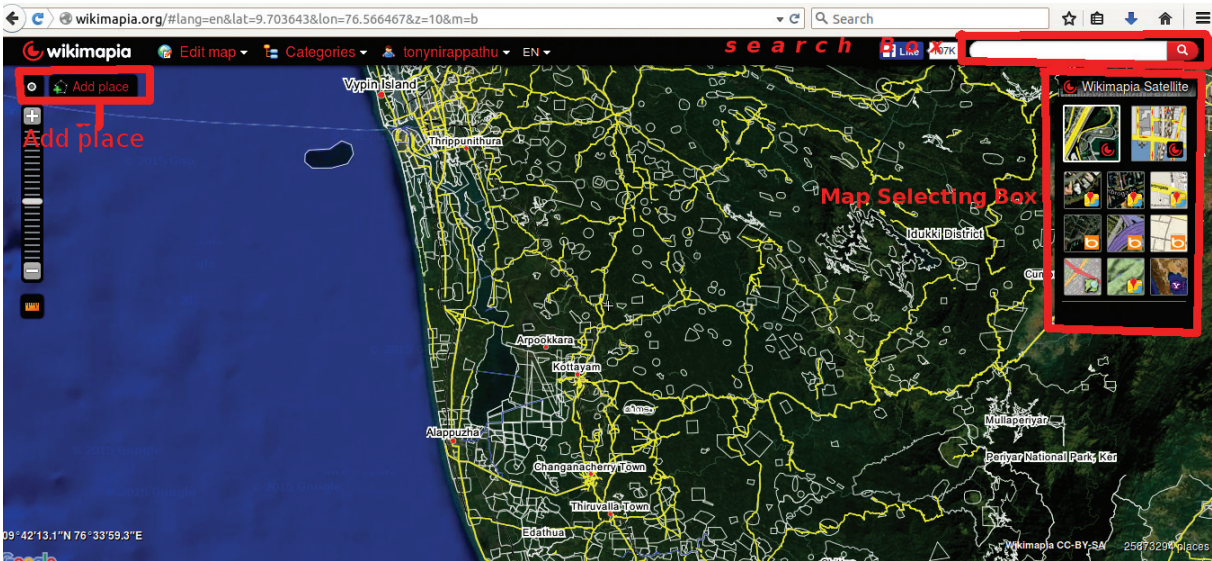 wikimapia.org/#lang=en&lat=9.703643&lon=76.566467&z=10&m=b
Search
wikimapia Edit map Categories tonynirappathu EN
search Box
Like
Add place
Add place
Wikimapia Satellite
Vypin Island
Thrippunithura
Map Selecting Box
Idukki District
Arpookkara
Kottayam
Alappuzha
Mullaperiyar
Periyar National Park, Ker
Changanacherry Town
Thiruvalla Town
Edathua
09°42'13.1"N 76°33'59.3"E
Wikimapia CC-BY-SA
25873294 places
Google